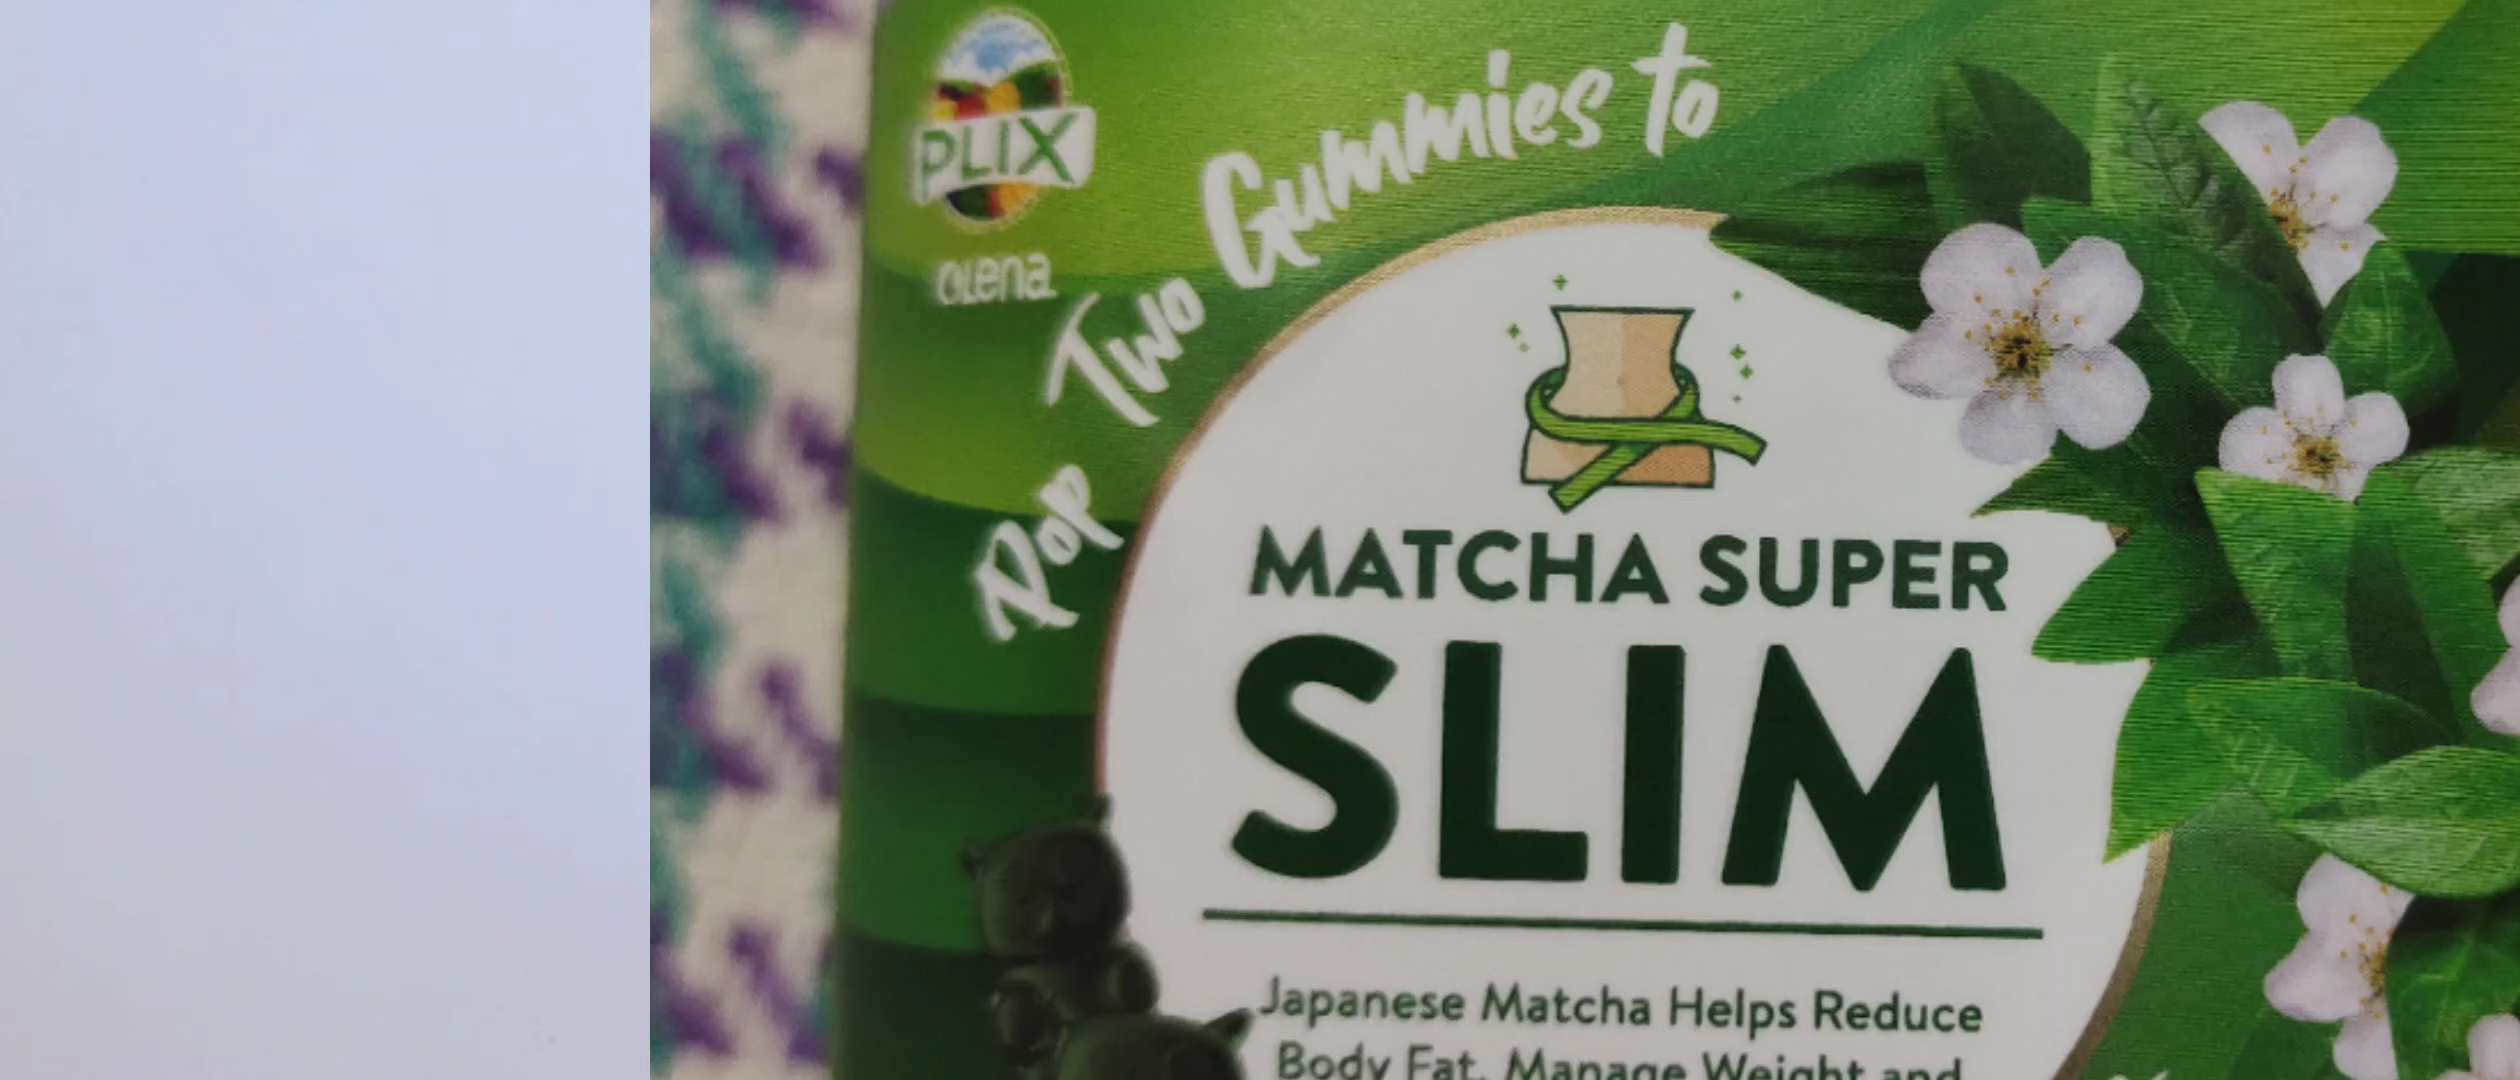 PLIX
OLena
Pop Two Gummies to
MATCHA SUPER
SLIM
Japanese Matcha Helps Reduce
Body Fat, Manage Weight and